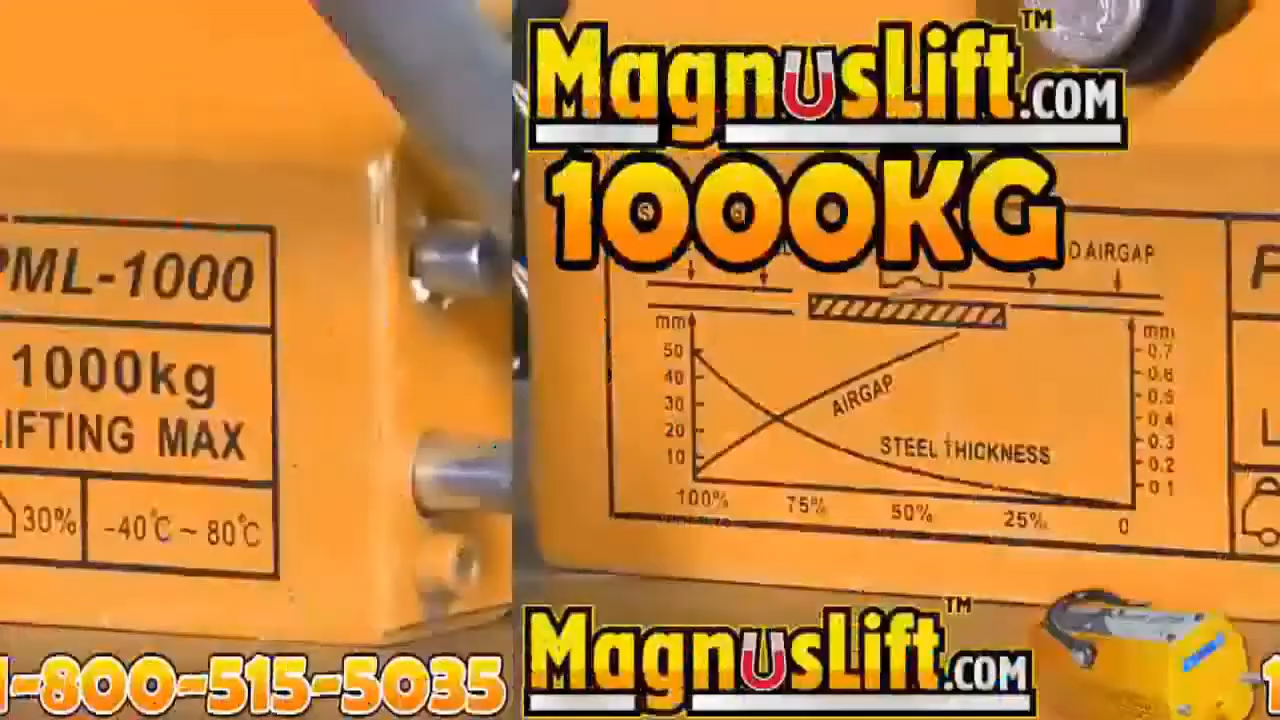 PML-1000
1000kg
LIFTING MAX
30%
-40℃ ~ 80℃
1-800-515-5035
MagnusLift.COM™
1000KG
AIRGAP
mm
50
40
30
20
10
mm
0.7
0.6
0.5
0.4
0.3
0.2
0.1
AIRGAP
STEEL THICKNESS
100% 75% 50% 25% 0
MagnusLift.COM™